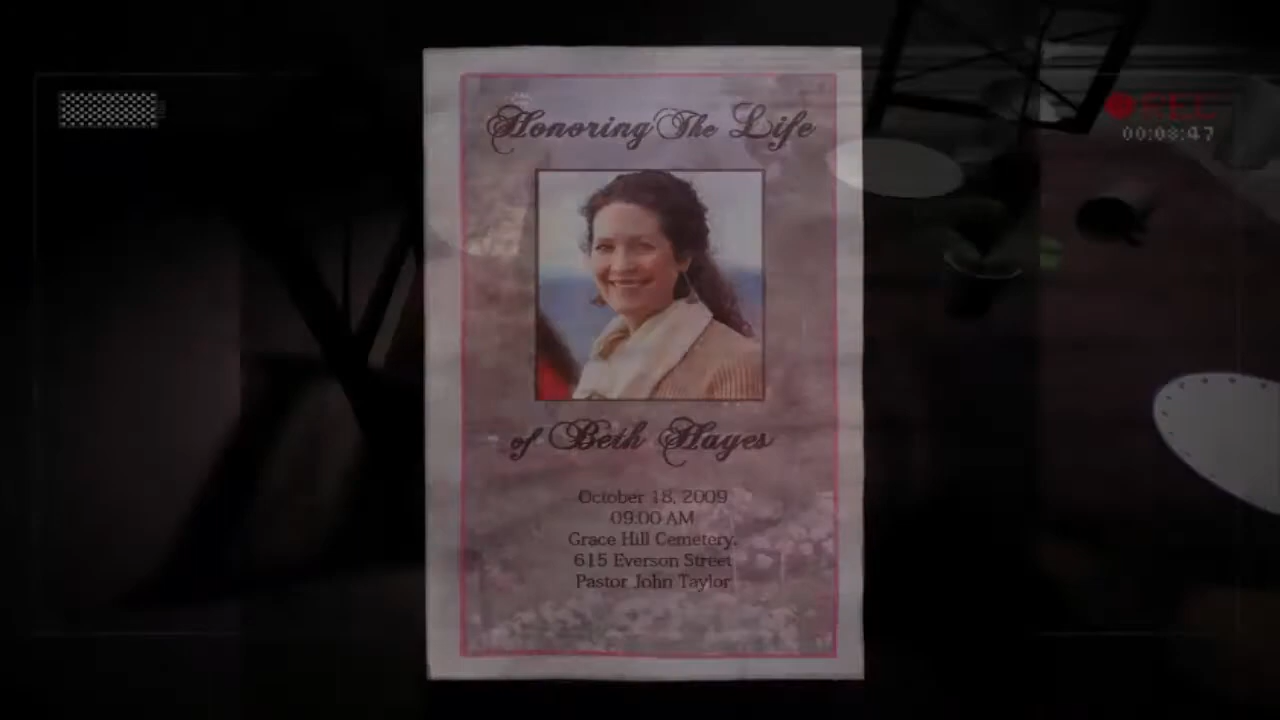 REC
00:08:47
Honoring The Life
of Beth Hayes
October 18, 2009
09:00 AM
Grace Hill Cemetery,
615 Everson Street
Pastor John Taylor